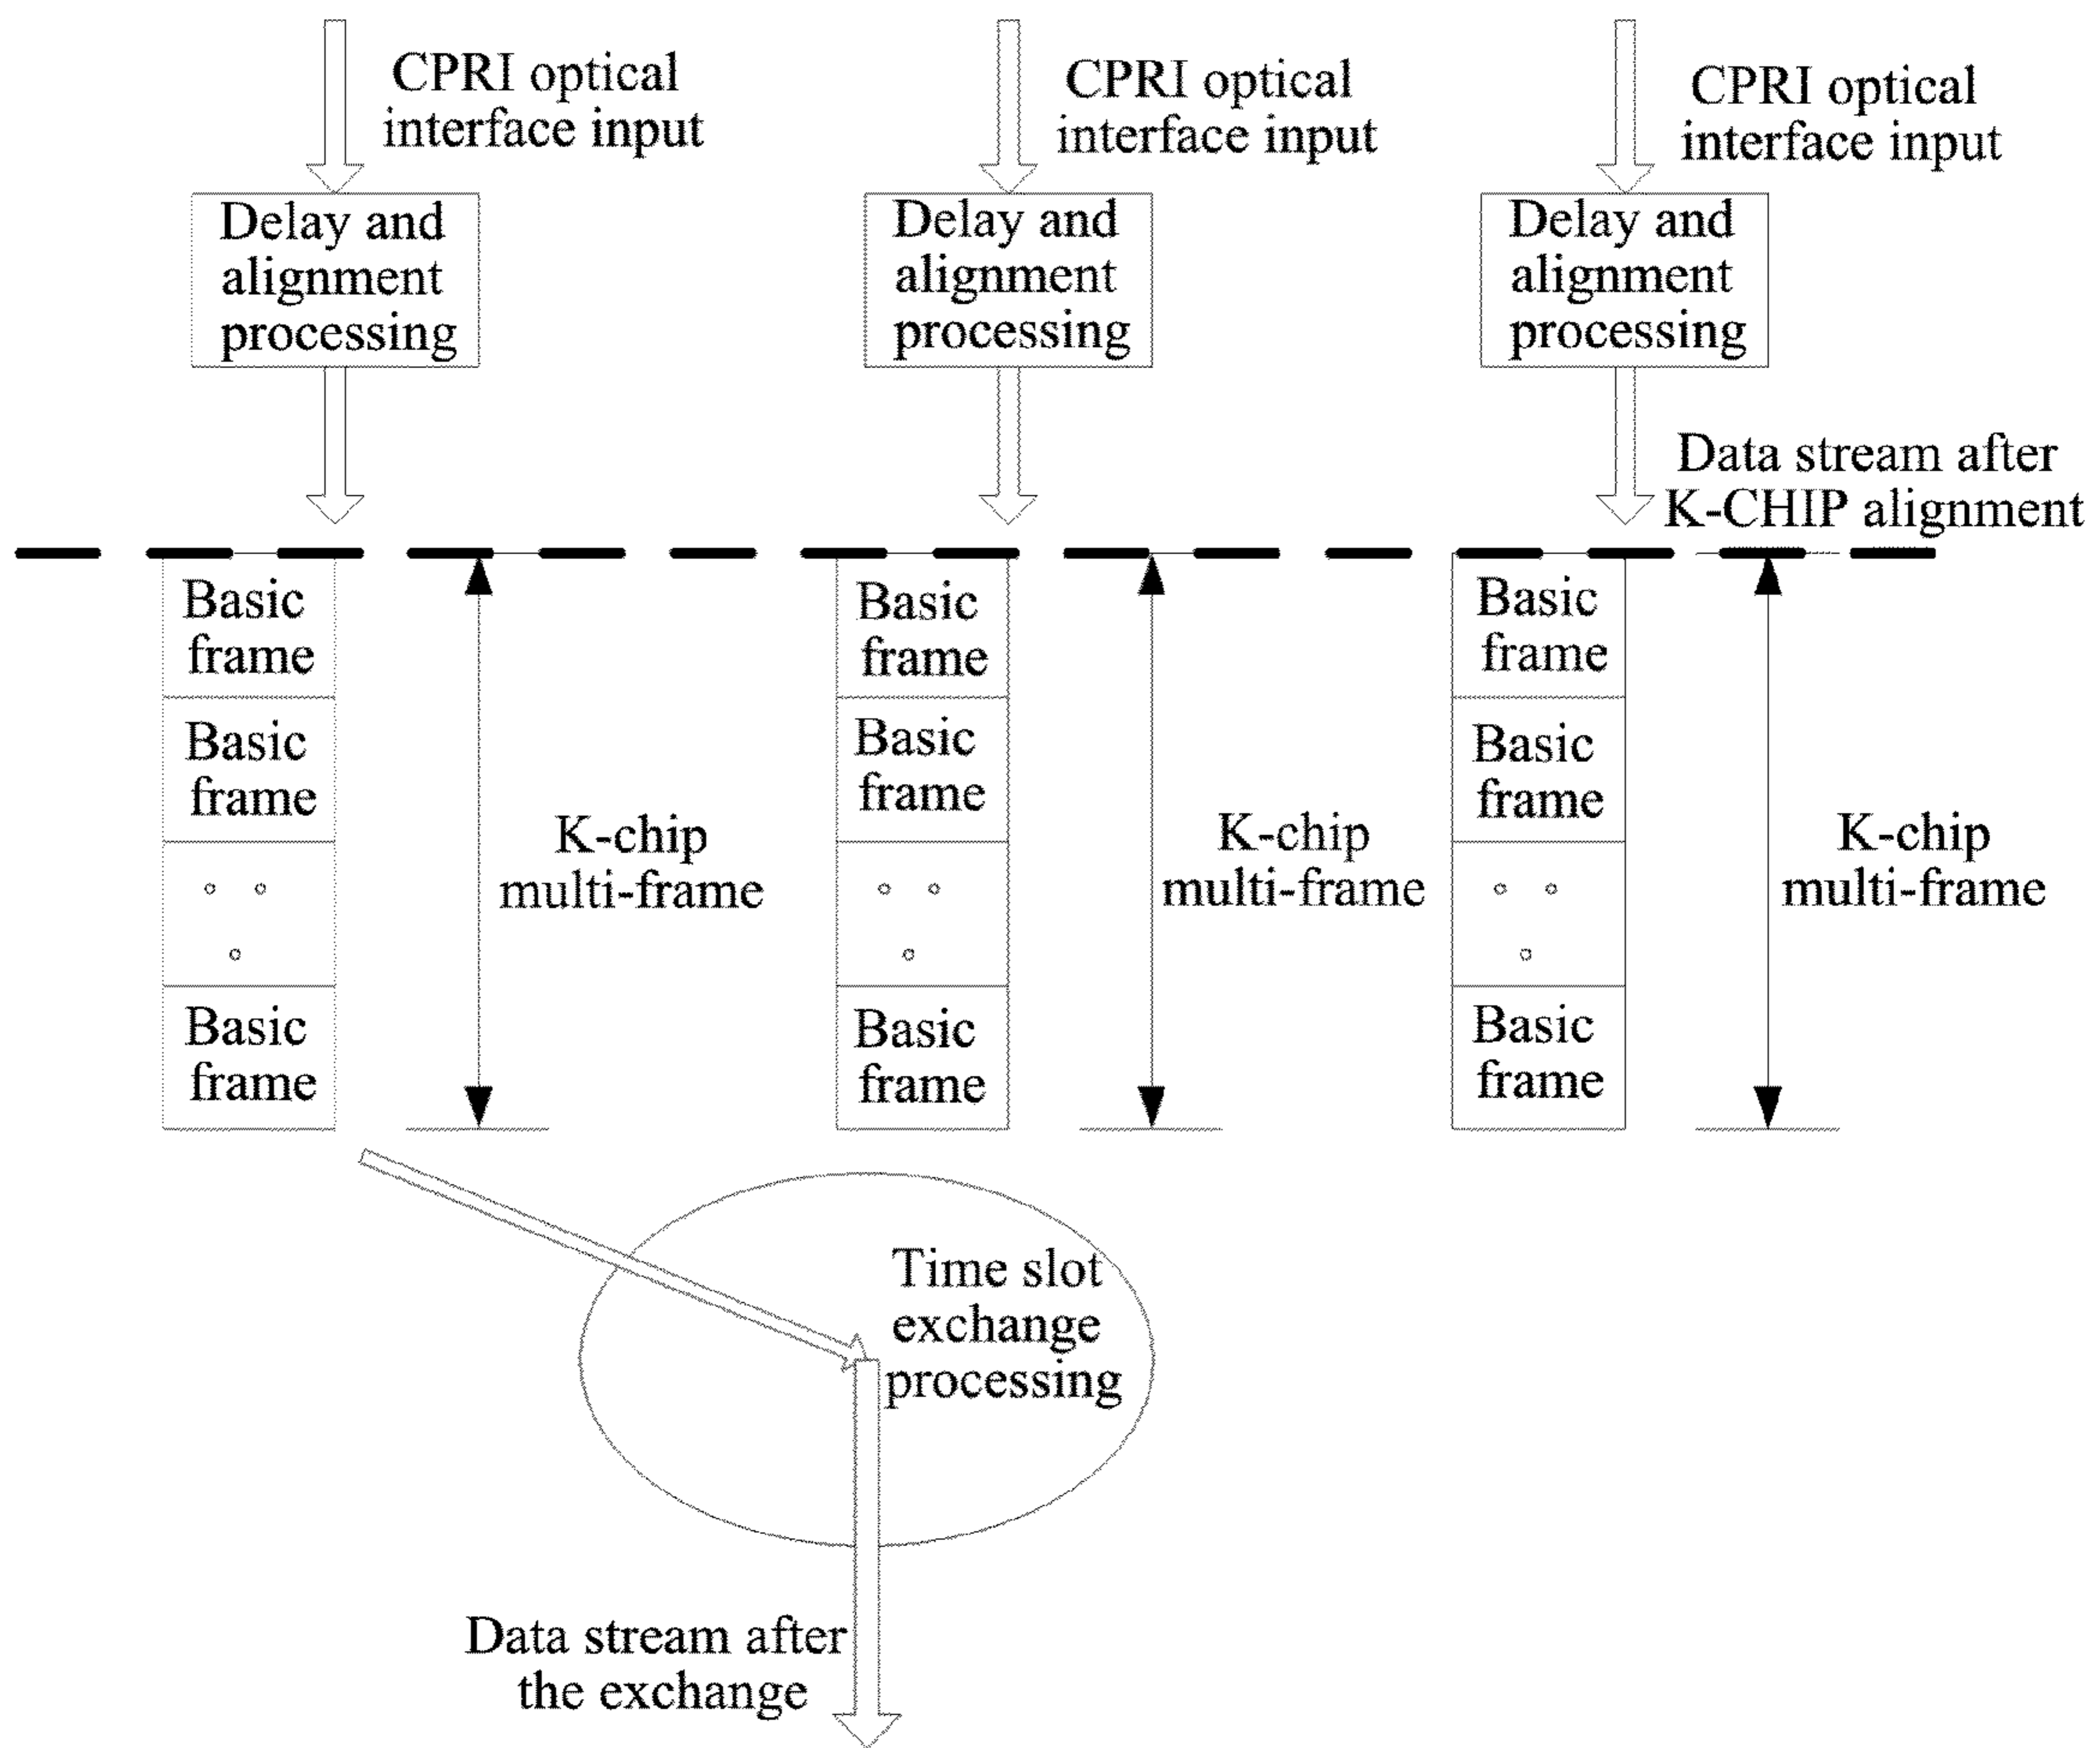 CPRI optical
interface input
CPRI optical
interface input
CPRI optical
interface input
Delay and
alignment
processing
Delay and
alignment
processing
Delay and
alignment
processing
Data stream after
K-CHIP alignment
Basic
frame
Basic
frame
Basic
frame
K-chip
multi-frame
Basic
frame
Basic
frame
Basic
frame
K-chip
multi-frame
Basic
frame
Basic
frame
Basic
frame
K-chip
multi-frame
Time slot
exchange
processing
Data stream after
the exchange